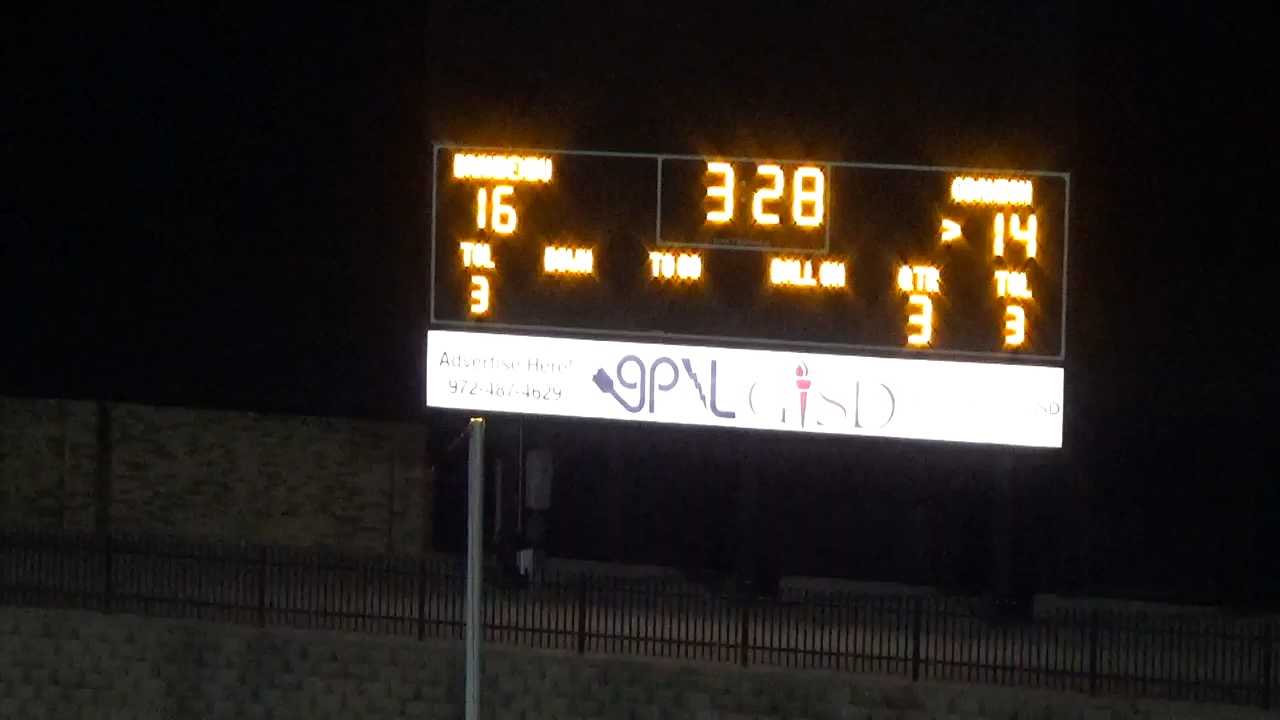 3:28
16
> 14
TOL DOWN TO GO BALL ON QTR TOL
3 3 3
Advertise Here!
972-487-4629
gp&L GISD